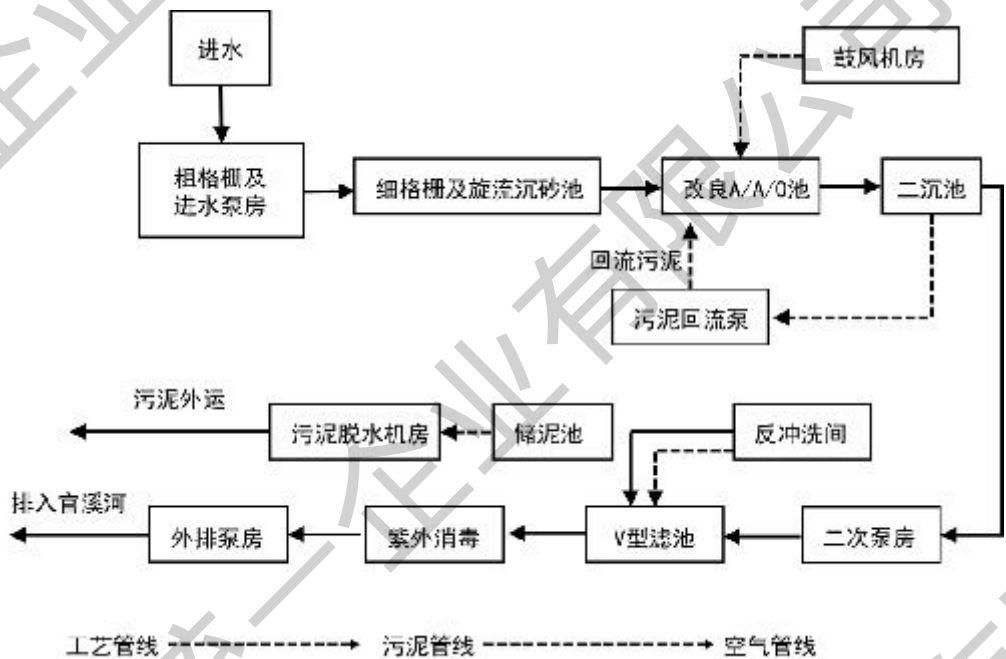 进水
鼓风机房
粗格栅及
进水泵房
细格栅及旋流沉砂池
改良A/A/O池
二沉池
回流污泥
污泥回流泵
污泥外运
污泥脱水机房
储泥池
反冲洗间
排入官溪河
外排泵房
紫外消毒
V型滤池
二次泵房
工艺管线
污泥管线
空气管线